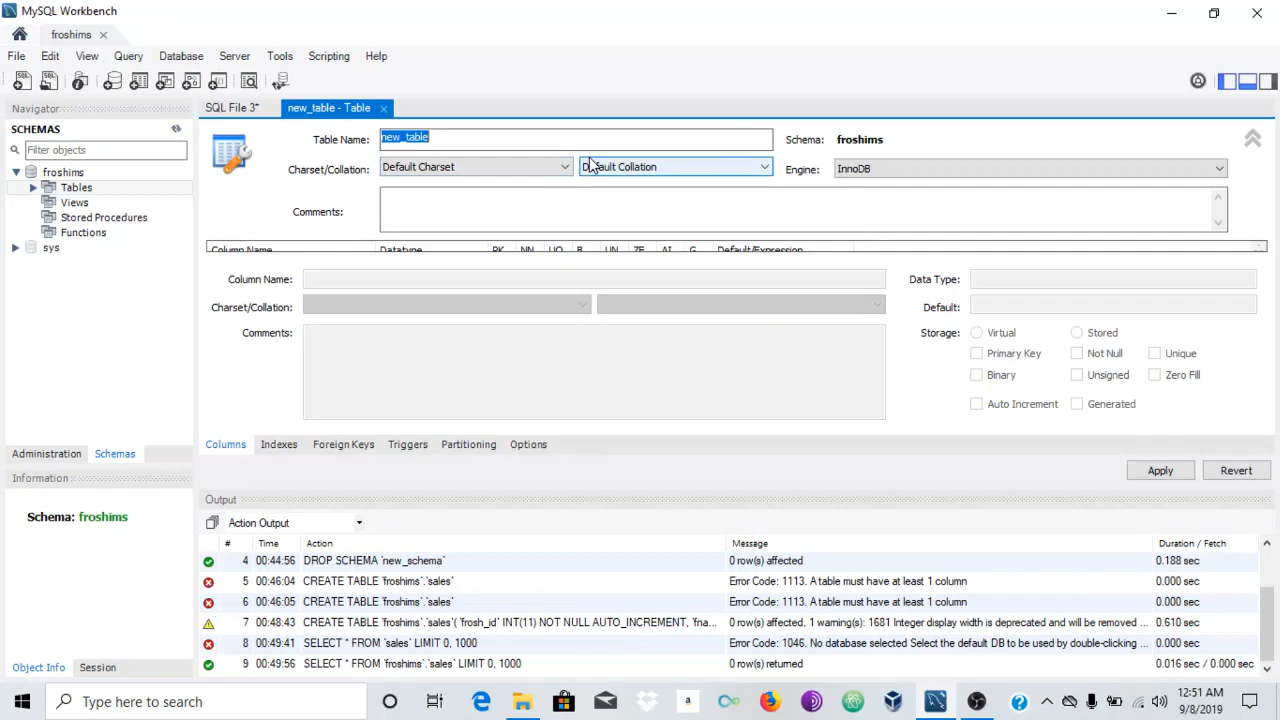 MySQL Workbench
froshims
File Edit View Query Database Server Tools Scripting Help
Navigator
SCHEMAS
Filter objects
froshims
Tables
Views
Stored Procedures
Functions
sys
Administration Schemas
Information
Schema: froshims
Object Info Session
SQL File 3* new_table - Table
Table Name: new_table Schema: froshims
Charset/Collation: Default Charset Default Collation Engine: InnoDB
Comments:
Column Name Datatype PK NN UQ B UN ZF AI G Default/Expression
Column Name: Data Type:
Charset/Collation: Default:
Comments: Storage: Virtual Stored
Primary Key Not Null Unique
Binary Unsigned Zero Fill
Auto Increment Generated
Columns Indexes Foreign Keys Triggers Partitioning Options
Apply Revert
Output
Action Output
# Time Action Message Duration / Fetch
4 00:44:56 DROP SCHEMA `new_schema` 0 row(s) affected 0.188 sec
5 00:46:04 CREATE TABLE `froshims`.`sales` Error Code: 1113. A table must have at least 1 column 0.000 sec
6 00:46:05 CREATE TABLE `froshims`.`sales` Error Code: 1113. A table must have at least 1 column 0.000 sec
7 00:48:43 CREATE TABLE `froshims`.`sales`( `frosh_id` INT(11) NOT NULL AUTO_INCREMENT, `fna... 0 row(s) affected, 1 warning(s): 1681 Integer display width is deprecated and will be removed ... 0.610 sec
8 00:49:41 SELECT * FROM `sales` LIMIT 0, 1000 Error Code: 1046. No database selected Select the default DB to be used by double-clicking ... 0.000 sec
9 00:49:56 SELECT * FROM `froshims`.`sales` LIMIT 0, 1000 0 row(s) returned 0.016 sec / 0.000 sec
Type here to search
12:51 AM
9/8/2019